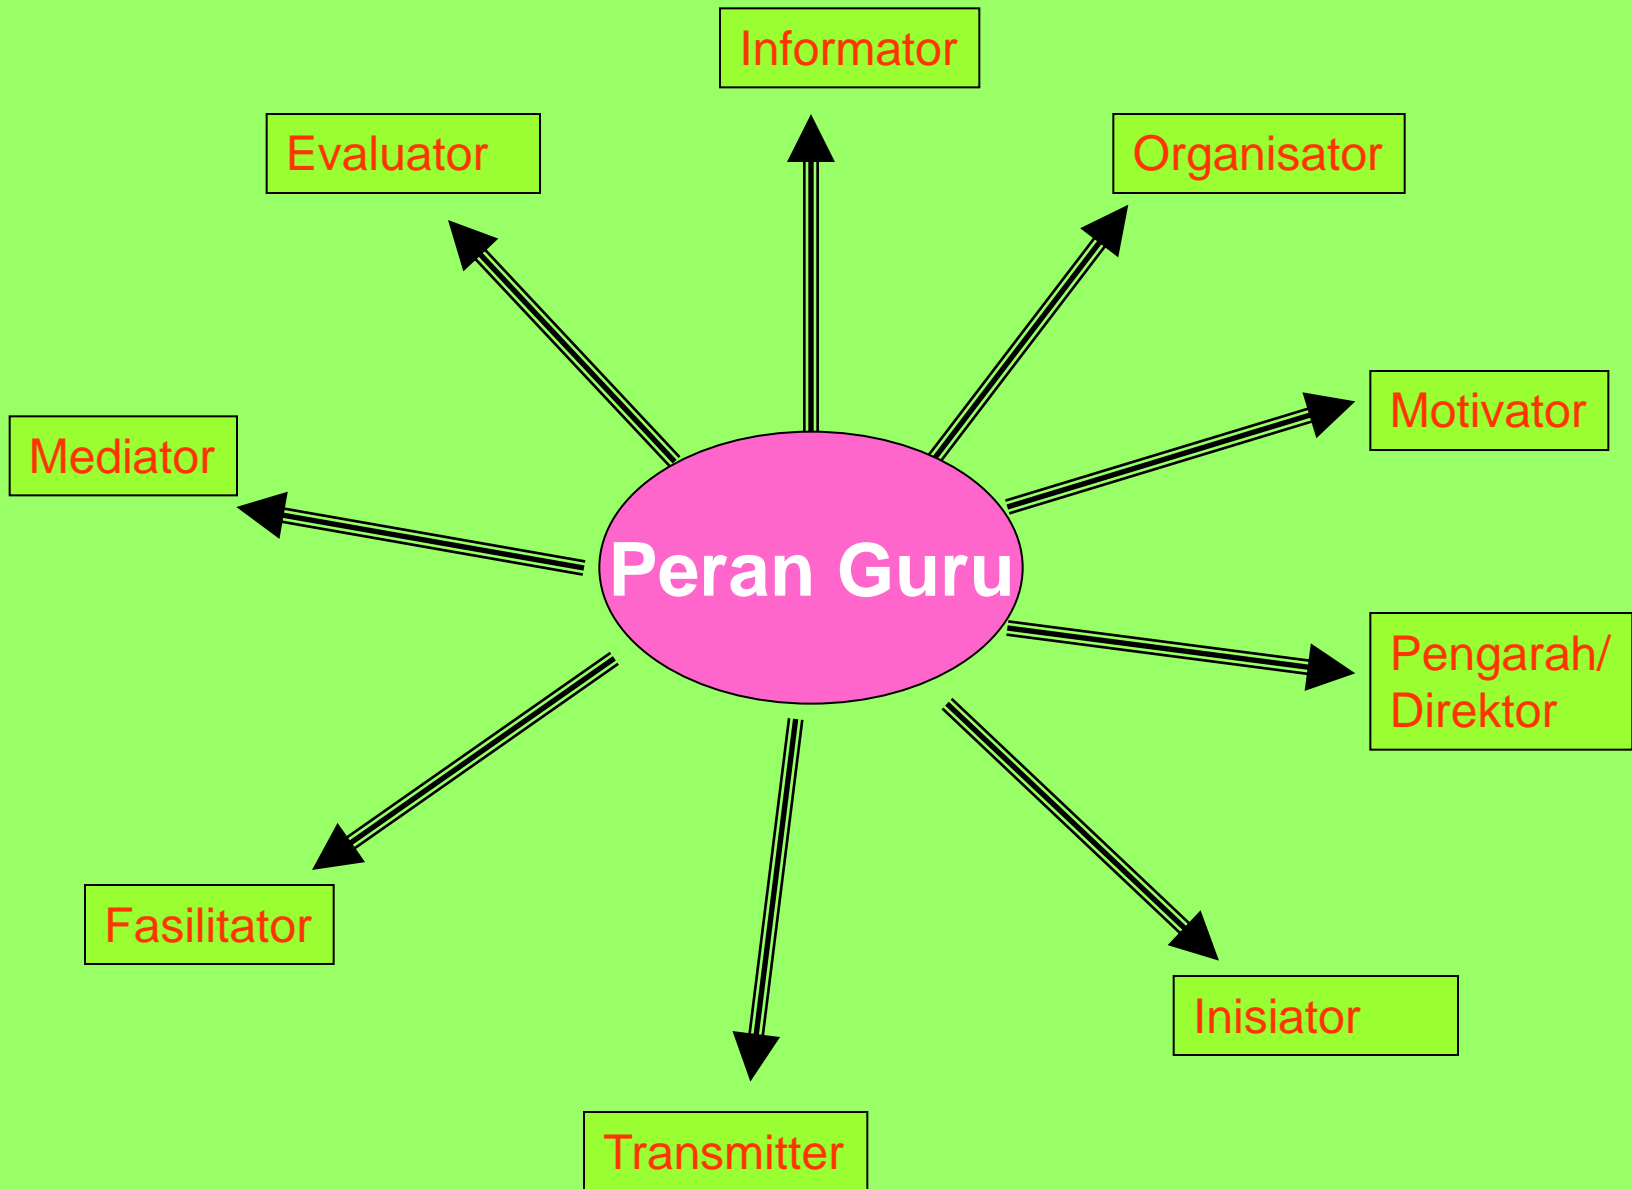 Informator
Evaluator
Organisator
Motivator
Mediator
Peran Guru
Pengarah/
Direktor
Fasilitator
Inisiator
Transmitter